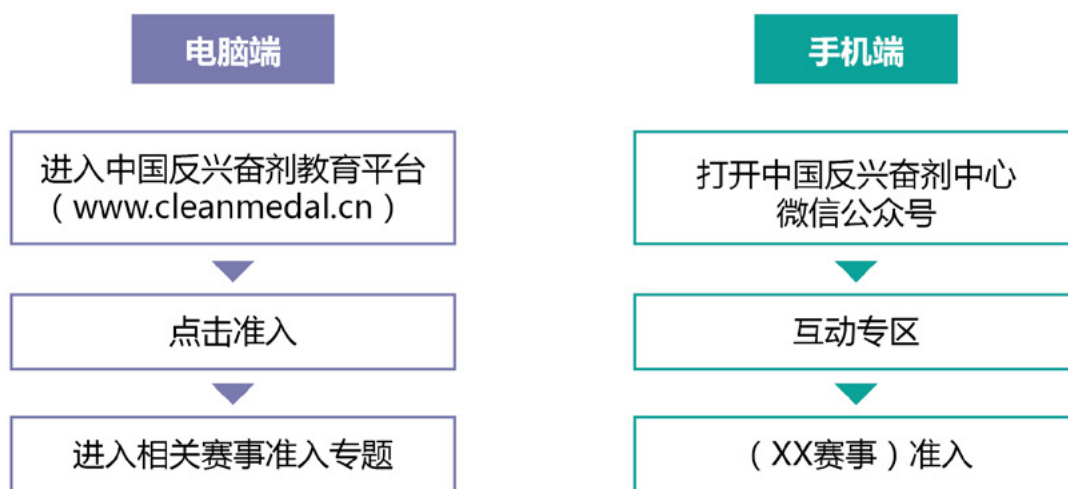 电脑端
进入中国反兴奋剂教育平台
（www.cleanmedal.cn）
点击准入
进入相关赛事准入专题
手机端
打开中国反兴奋剂中心
微信公众号
互动专区
（XX赛事）准入